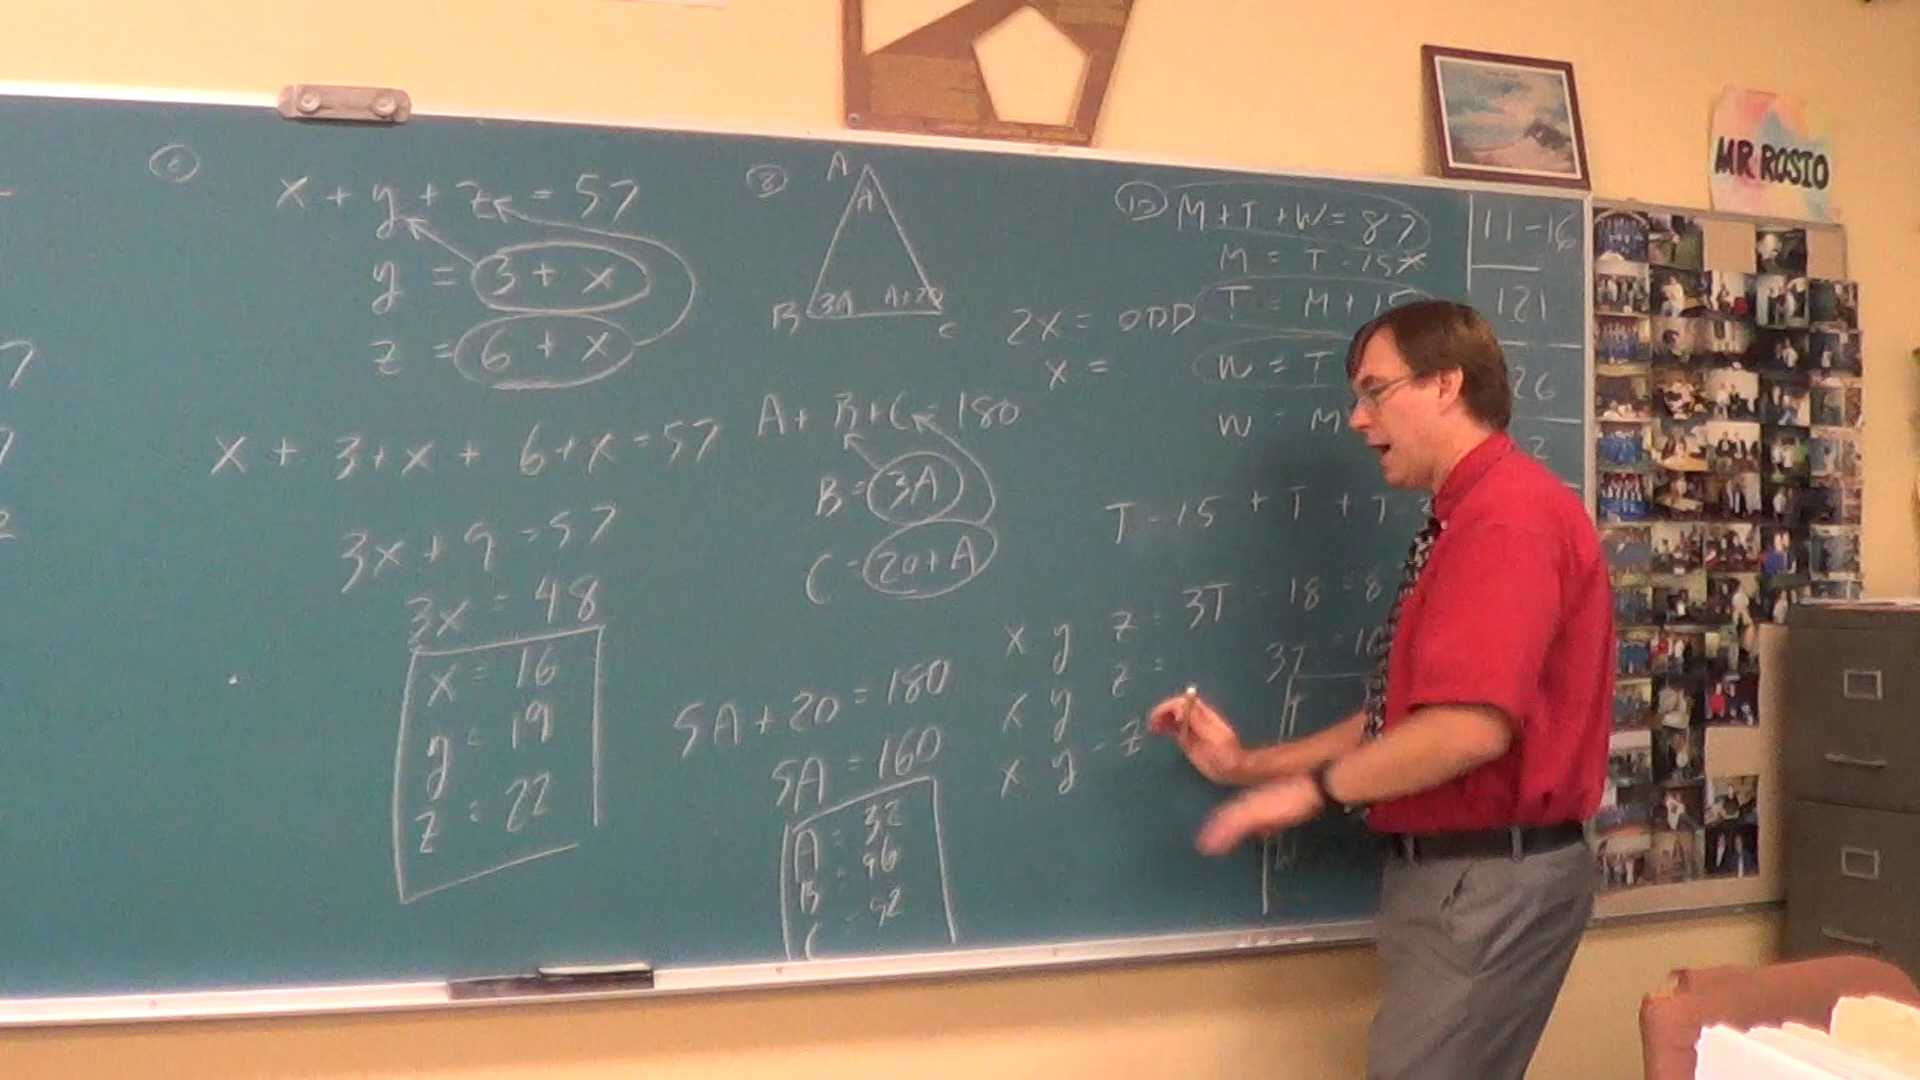 6
x + y + z = 57
y = 3 + x
z = 6 + x
x + 3+x + 6+x = 57
3x + 9 = 57
3x = 48
x = 16
y = 19
z = 22
8
A
A
B 3A A+20 C
A + B + C = 180
B = 3A
C = 20+A
5A + 20 = 180
5A = 160
A = 32
B = 96
C = 52
2x = ODD
x =
10
M + T + W = 87
M = T - 15
T = M + 15
W = T
W = M
T - 15 + T + T -
3T - 18 = 8
3T
T
W
x y z =
x y z =
x y - z
11-16
121
26
2
MR ROSIO